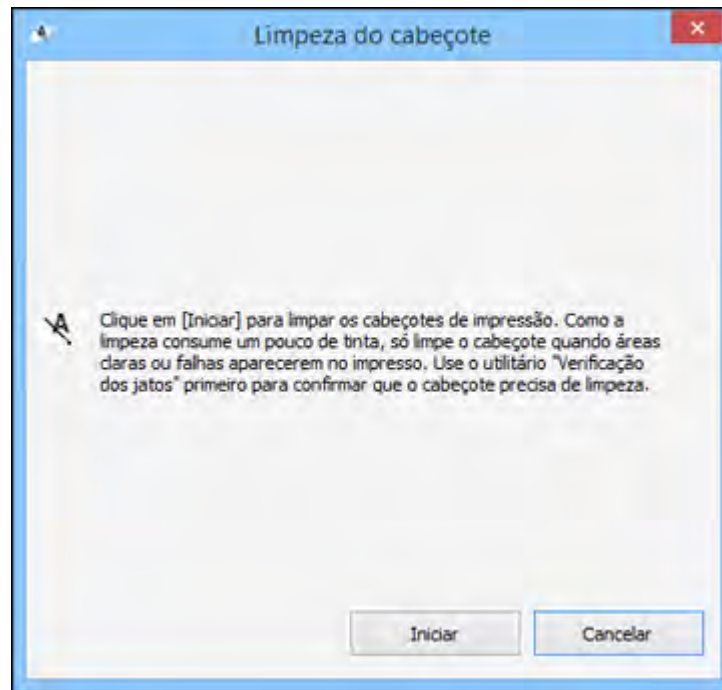 Limpeza do cabeçote
Clique em [Iniciar] para limpar os cabeçotes de impressão. Como a
limpeza consume um pouco de tinta, só limpe o cabeçote quando áreas
claras ou falhas aparecerem no impresso. Use o utilitário "Verificação
dos jatos" primeiro para confirmar que o cabeçote precisa de limpeza.
Iniciar
Cancelar